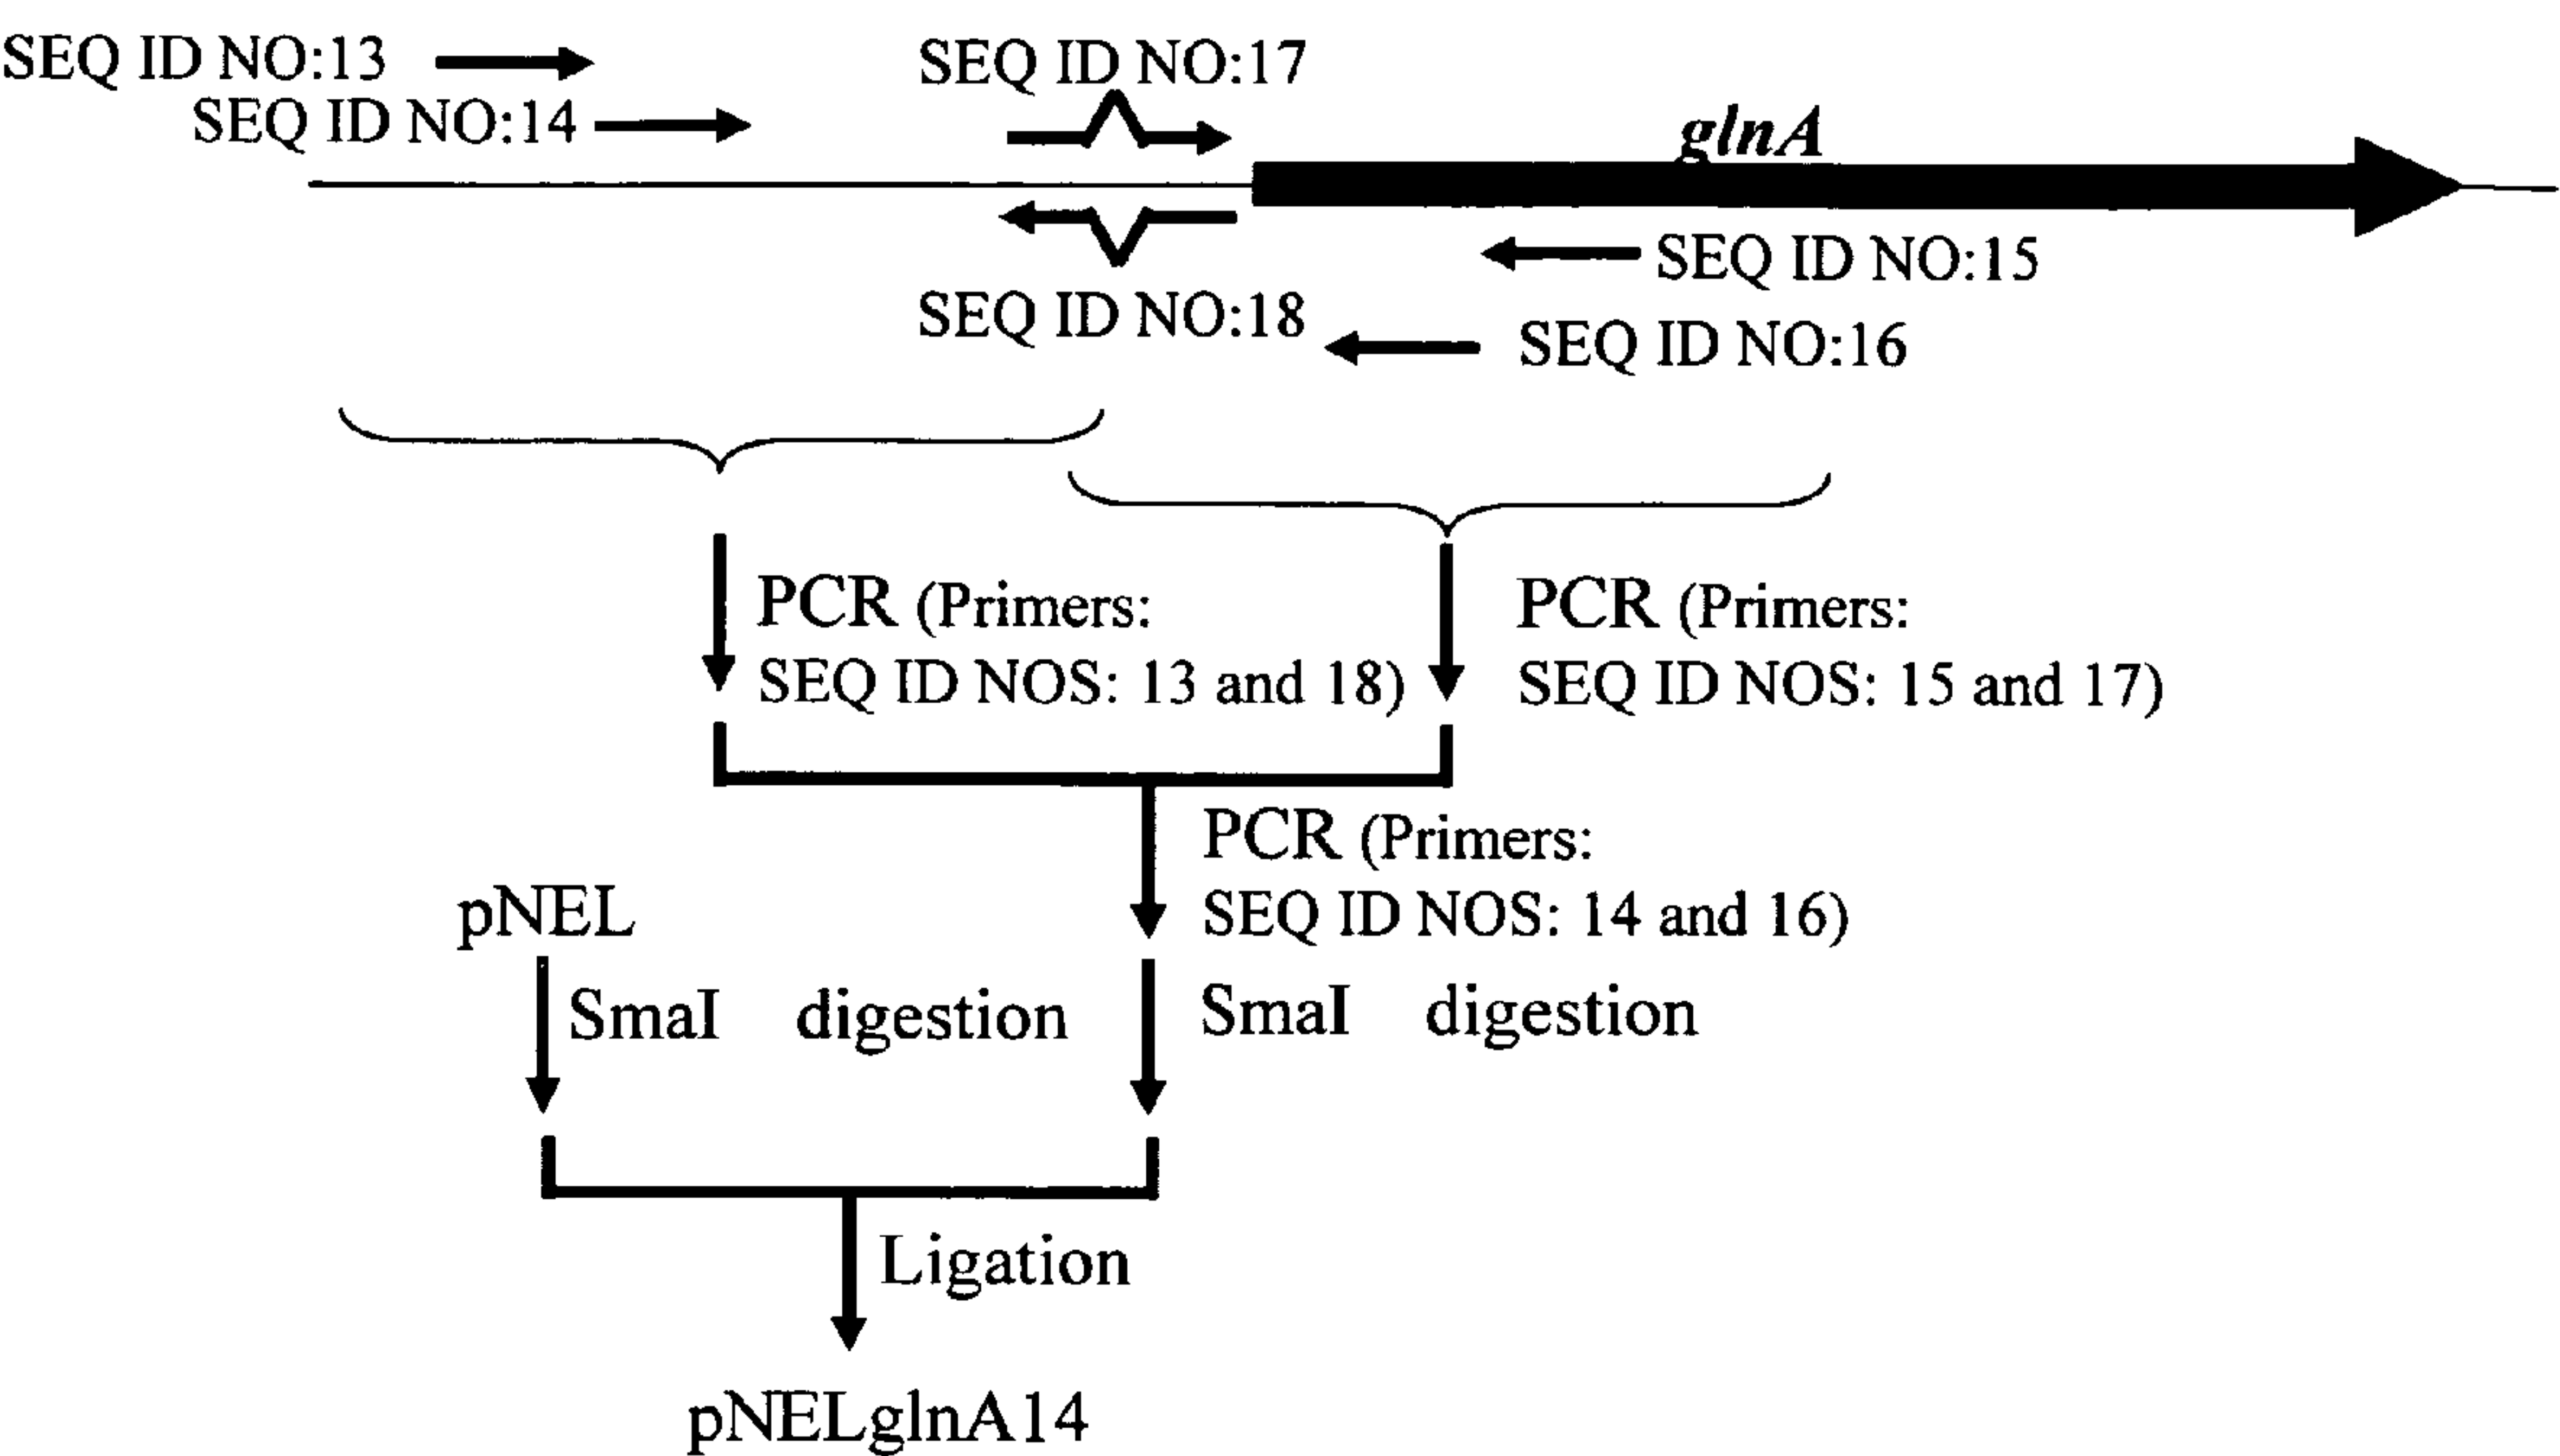 SEQ ID NO:13
SEQ ID NO:17
SEQ ID NO:14
glnA
SEQ ID NO:15
SEQ ID NO:18
SEQ ID NO:16
PCR (Primers:
SEQ ID NOS: 13 and 18)
PCR (Primers:
SEQ ID NOS: 15 and 17)
PCR (Primers:
SEQ ID NOS: 14 and 16)
pNEL
SmaI digestion
SmaI digestion
Ligation
pNELglnA14